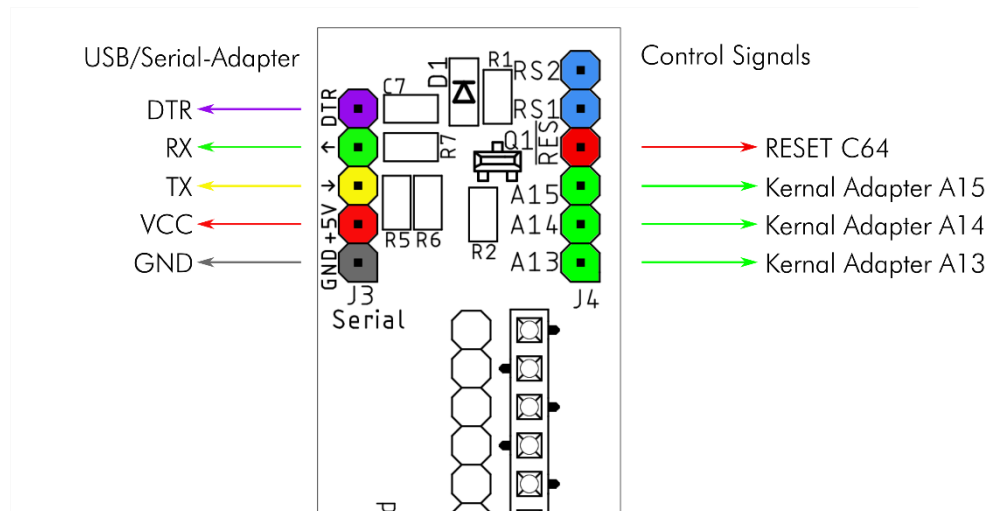 USB/Serial-Adapter
DTR
RX
TX
VCC
GND
DTR
↑
↓
+5V
GND
J3
Serial
C7
D1
R1
R7
Q1
R5 R6
R2
RS2
RS1
RES
A15
A14
A13
J4
Control Signals
RESET C64
Kernal Adapter A15
Kernal Adapter A14
Kernal Adapter A13